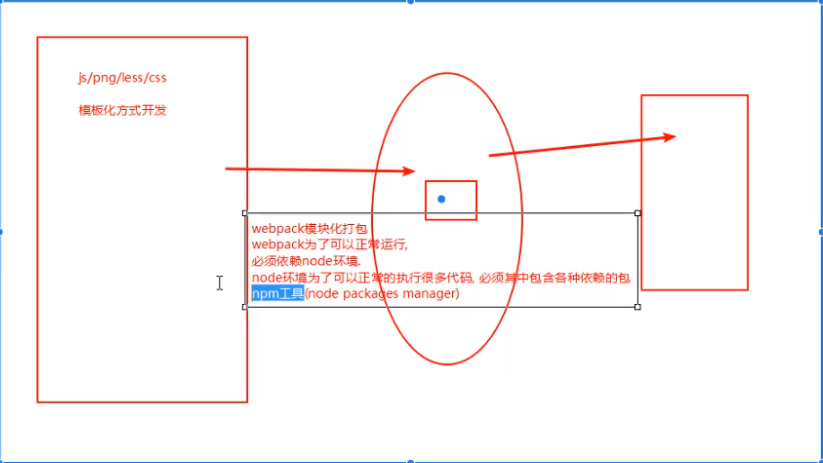 js/png/less/css
模板化方式开发
webpack模块化打包
webpack为了可以正常运行,
必须依赖node环境.
node环境为了可以正常的执行很多代码, 必须其中包含各种依赖的包
npm工具(node packages manager)